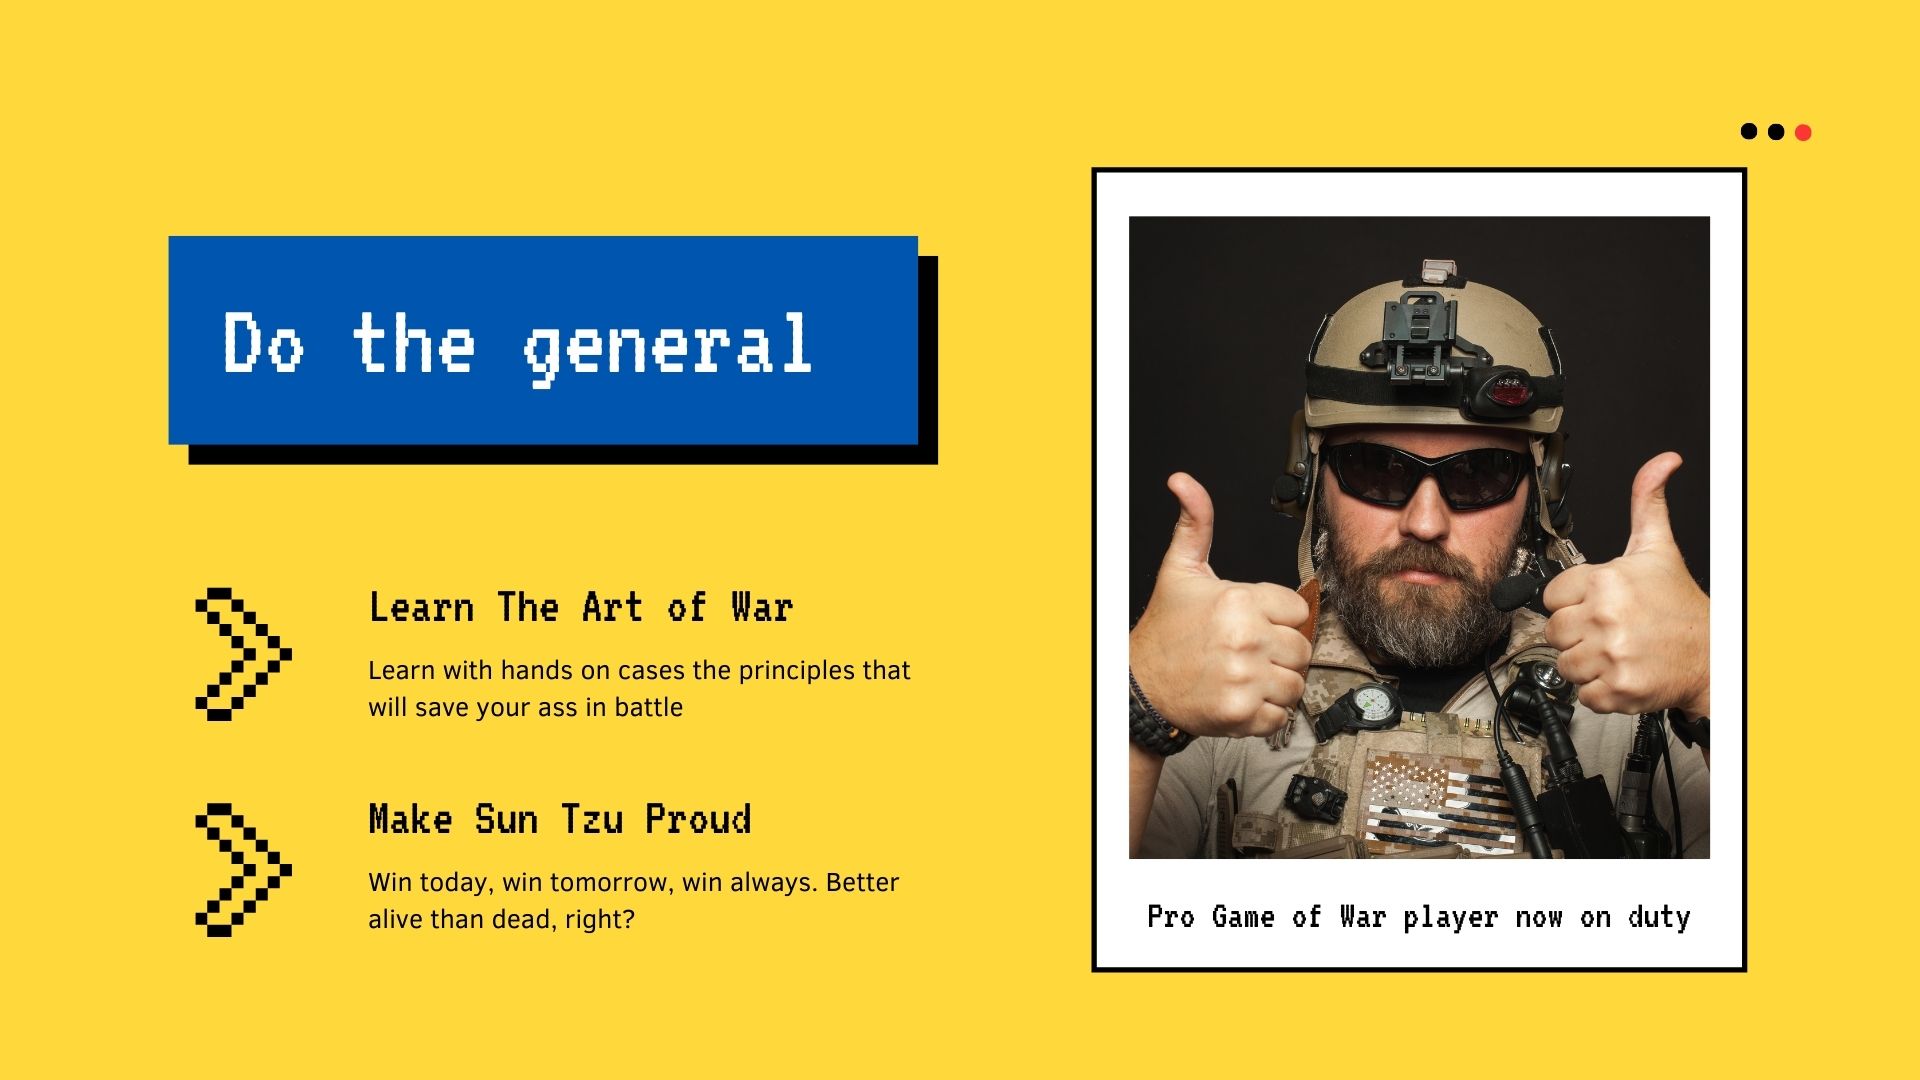 Do the general
Learn The Art of War
Learn with hands on cases the principles that
will save your ass in battle
Make Sun Tzu Proud
Win today, win tomorrow, win always. Better
alive than dead, right?
Pro Game of War player now on duty